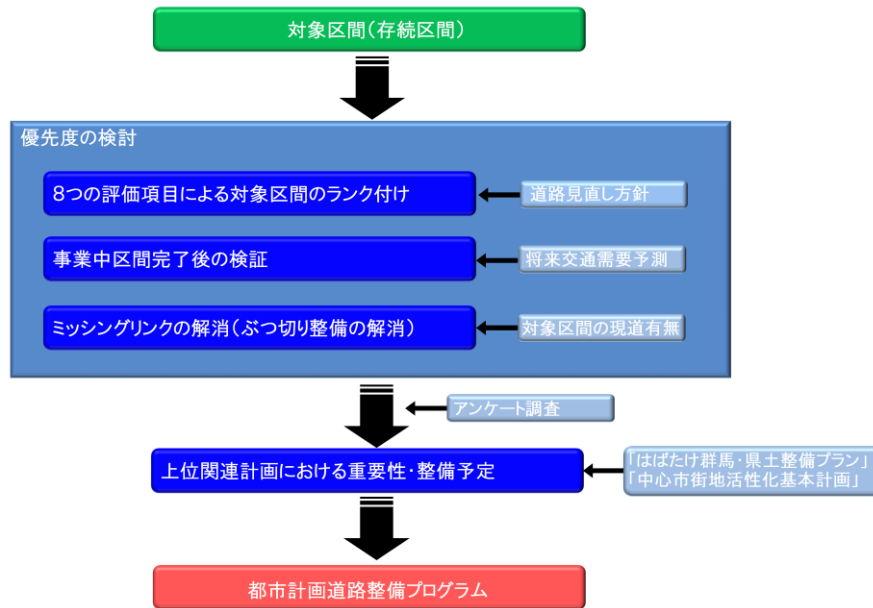 対象区間(存続区間)
優先度の検討
8つの評価項目による対象区間のランク付け
道路見直し方針
事業中区間完了後の検証
将来交通需要予測
ミッシングリンクの解消(ぶつ切り整備の解消)
対象区間の現道有無
アンケート調査
上位関連計画における重要性・整備予定
「はばたけ群馬・県土整備プラン」
「中心市街地活性化基本計画」
都市計画道路整備プログラム